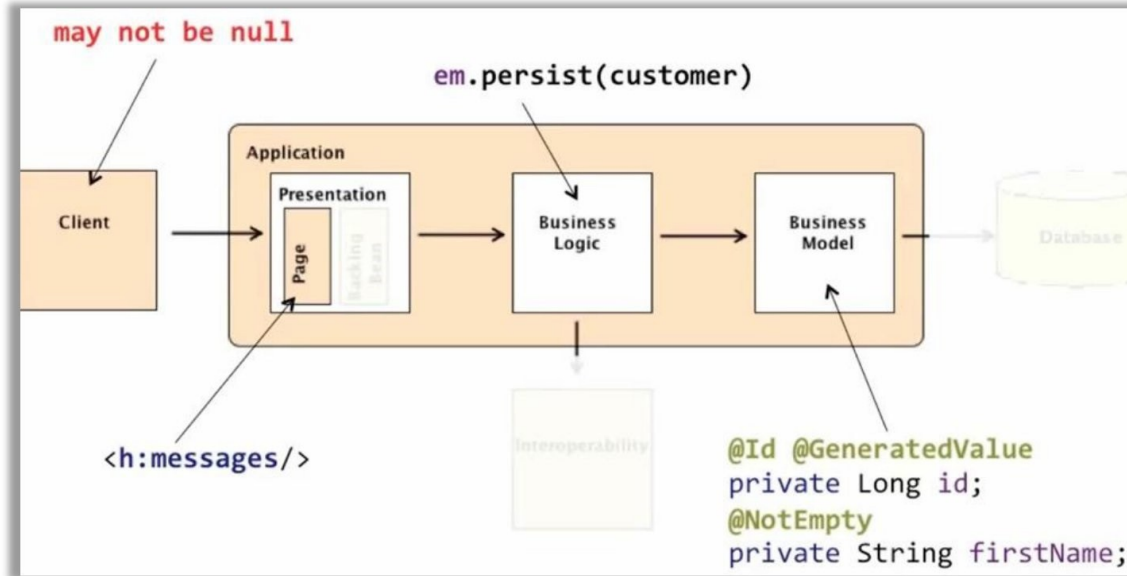 may not be null
em.persist(customer)
Application
Presentation
Page
Backing
Bean
Client
Business
Logic
Business
Model
Database
Interoperability
<h:messages/>
@Id @GeneratedValue
private Long id;
@NotEmpty
private String firstName;